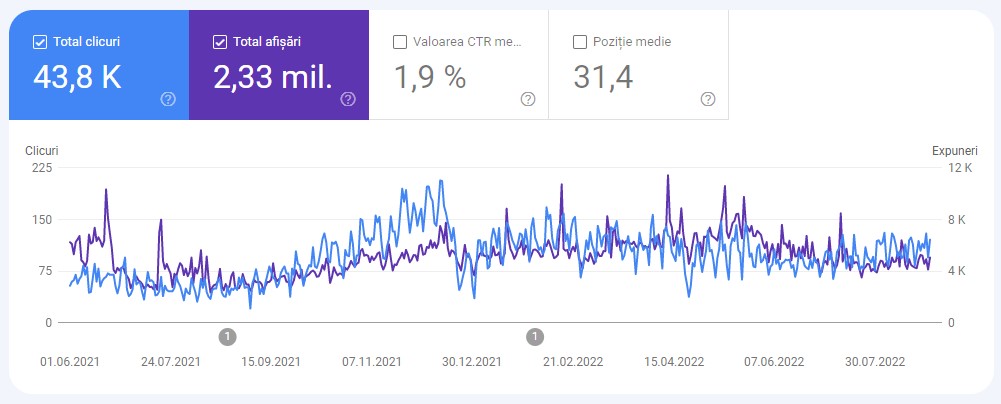 Total clicuri
43,8 K
Total afișări
2,33 mil.
Valoarea CTR me...
1,9 %
Poziție medie
31,4
Clicuri
Expuneri
225
150
75
0
12 K
8 K
4 K
0
1
1
01.06.2021
24.07.2021
15.09.2021
07.11.2021
30.12.2021
21.02.2022
15.04.2022
07.06.2022
30.07.2022